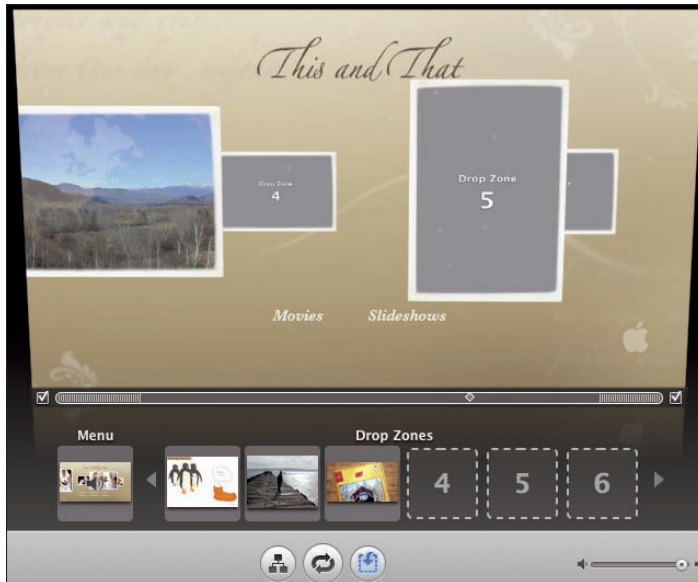 This and That
Drop Zone
4
Drop Zone
5
Movies Slideshows
Menu Drop Zones
4 5 6